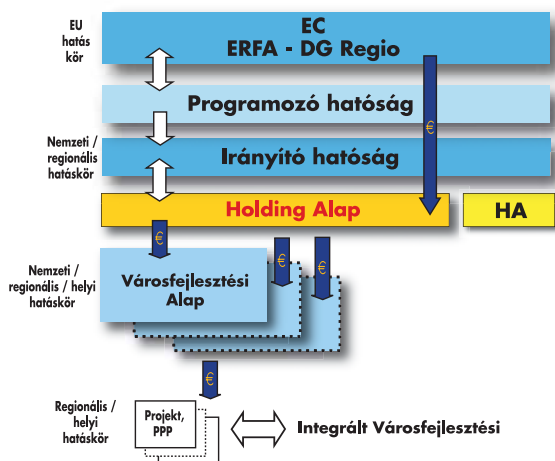 EU
hatás
kör
EC
ERFA - DG Regio
€
Programozó hatóság
Nemzeti /
regionális
hatáskör
Irányító hatóság
Holding Alap
HA
€
€
€
Nemzeti /
regionális / helyi
hatáskör
Városfejlesztési
Alap
€
Regionális /
helyi
hatáskör
Projekt,
PPP
Integrált Városfejlesztési